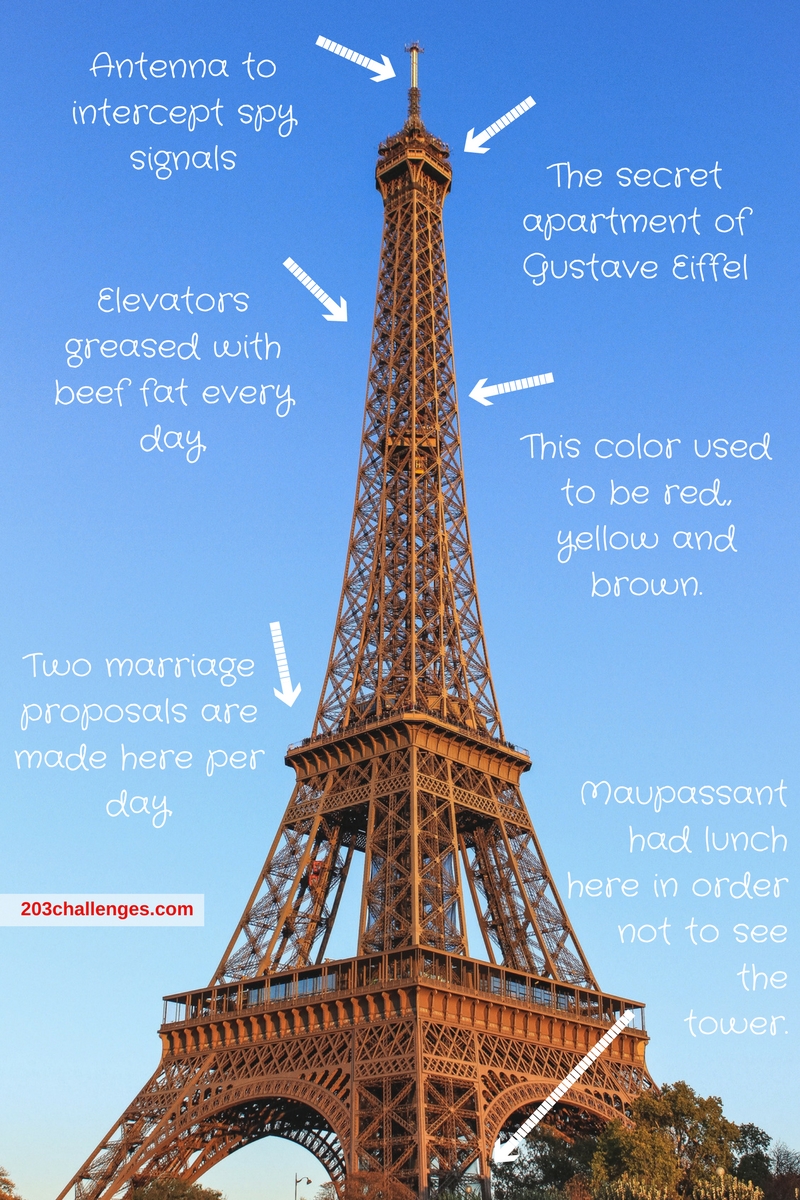 Antenna to
intercept spy
signals
The secret
apartment of
Gustave Eiffel
Elevators
greased with
beef fat every
day
This color used
to be red,
yellow and
brown.
Two marriage
proposals are
made here per
day
Maupassant
had lunch
here in order
not to see
the
tower.
203challenges.com